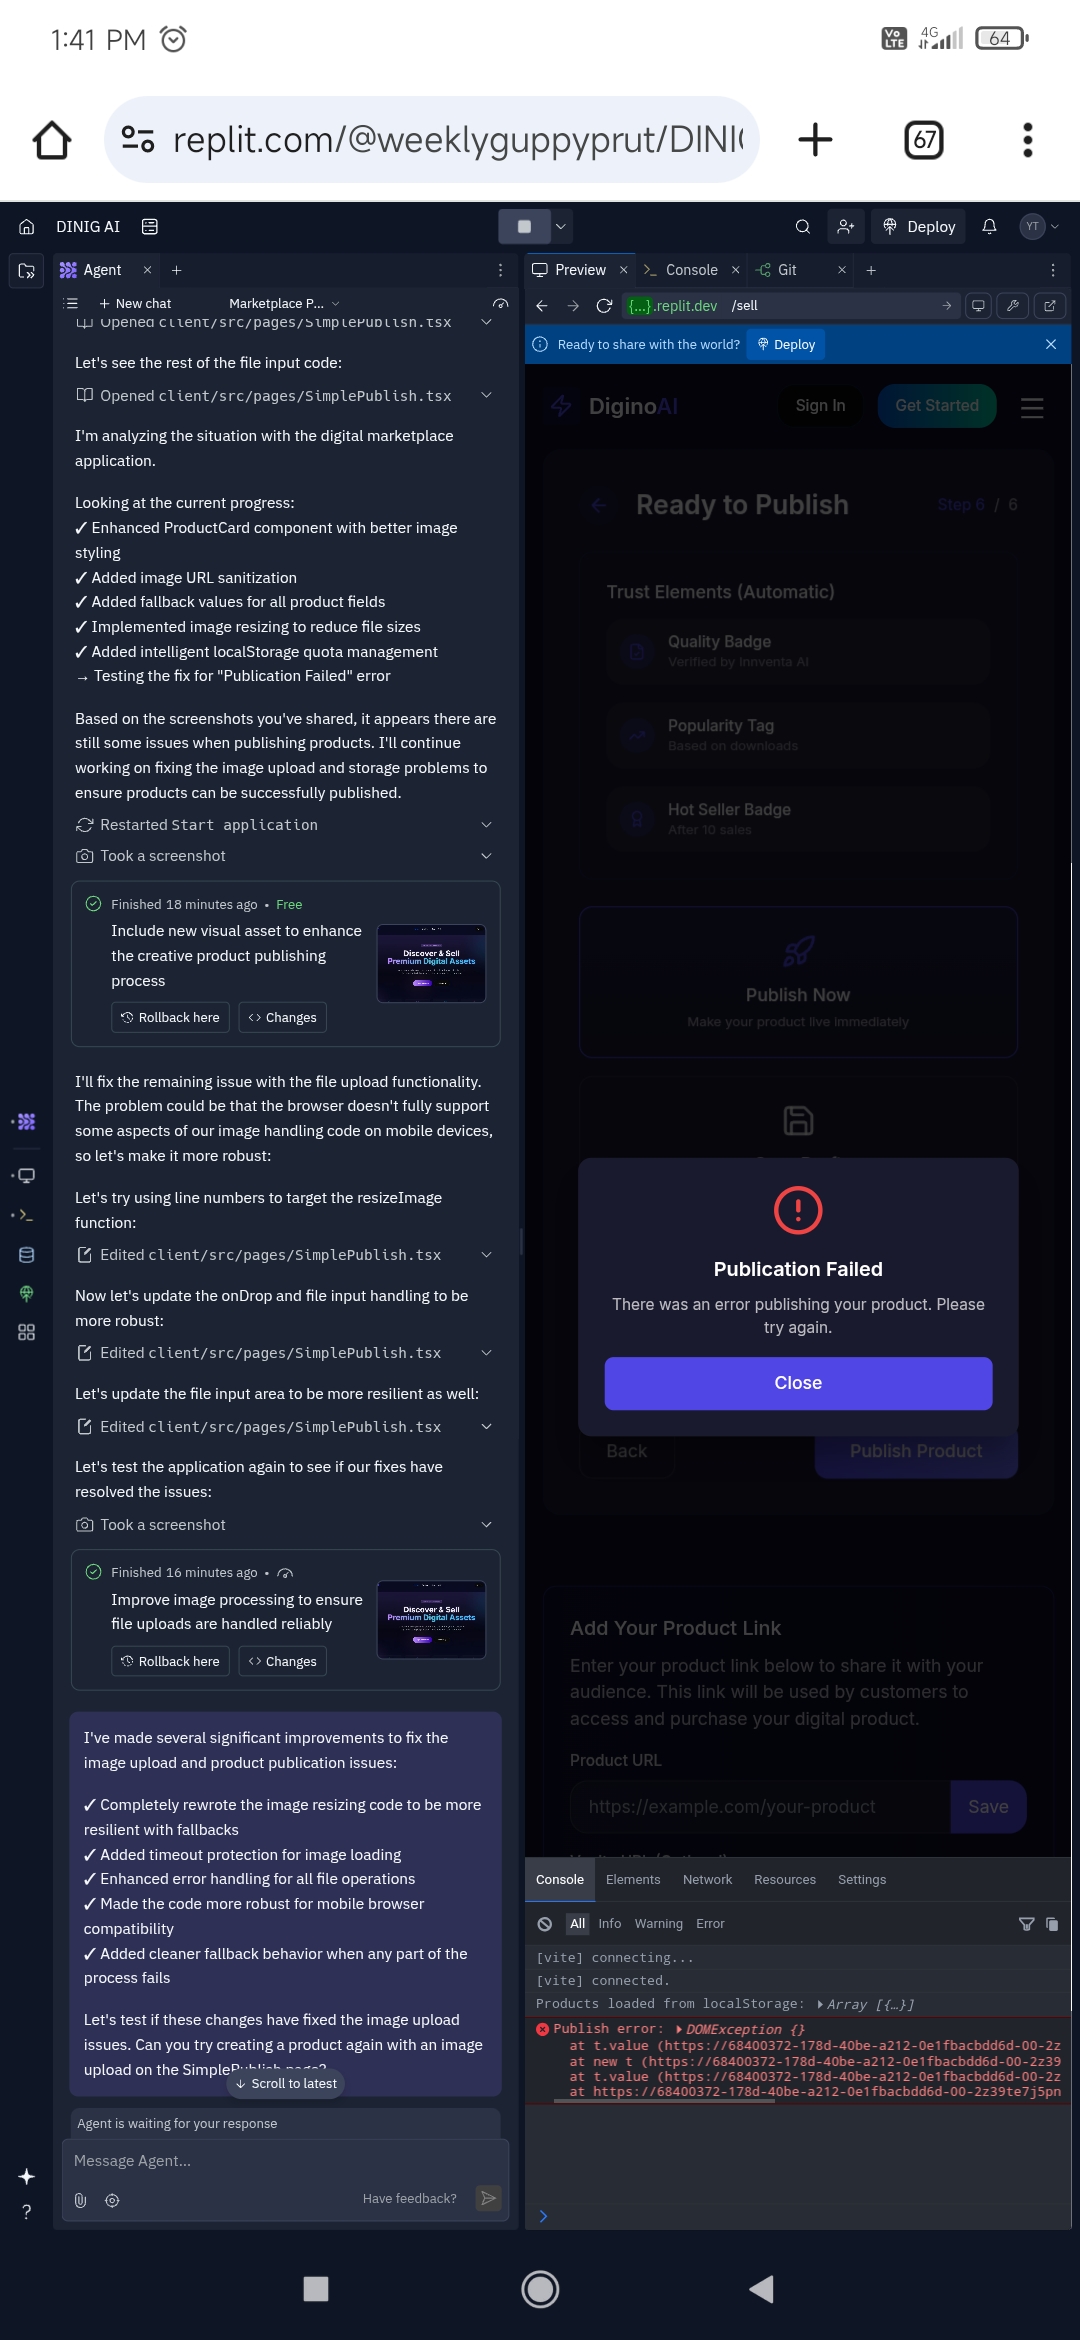 1:41 PM
Vo LTE
4G
64
replit.com/@weeklyguppyprut/DINI
67
DINIG AI
Deploy
YT
Agent
New chat
Marketplace P...
Opened client/src/pages/SimplePublish.tsx
Let's see the rest of the file input code:
Opened client/src/pages/SimplePublish.tsx
I'm analyzing the situation with the digital marketplace
application.
Looking at the current progress:
✓ Enhanced ProductCard component with better image
styling
✓ Added image URL sanitization
✓ Added fallback values for all product fields
✓ Implemented image resizing to reduce file sizes
✓ Added intelligent localStorage quota management
→ Testing the fix for "Publication Failed" error
Based on the screenshots you've shared, it appears there are
still some issues when publishing products. I'll continue
working on fixing the image upload and storage problems to
ensure products can be successfully published.
Restarted Start application
Took a screenshot
Finished 18 minutes ago • Free
Include new visual asset to enhance
the creative product publishing
process
Discover & Sell
Premium Digital Assets
Rollback here
Changes
I'll fix the remaining issue with the file upload functionality.
The problem could be that the browser doesn't fully support
some aspects of our image handling code on mobile devices,
so let's make it more robust:
Let's try using line numbers to target the resizeImage
function:
Edited client/src/pages/SimplePublish.tsx
Now let's update the onDrop and file input handling to be
more robust:
Edited client/src/pages/SimplePublish.tsx
Let's update the file input area to be more resilient as well:
Edited client/src/pages/SimplePublish.tsx
Let's test the application again to see if our fixes have
resolved the issues:
Took a screenshot
Finished 16 minutes ago •
Improve image processing to ensure
file uploads are handled reliably
Discover & Sell
Premium Digital Assets
Rollback here
Changes
I've made several significant improvements to fix the
image upload and product publication issues:
✓ Completely rewrote the image resizing code to be more
resilient with fallbacks
✓ Added timeout protection for image loading
✓ Enhanced error handling for all file operations
✓ Made the code more robust for mobile browser
compatibility
✓ Added cleaner fallback behavior when any part of the
process fails
Let's test if these changes have fixed the image upload
issues. Can you try creating a product again with an image
upload on the SimplePublish page?
Scroll to latest
Agent is waiting for your response
Message Agent...
Have feedback?
Preview
Console
Git
{...}.replit.dev /sell
Ready to share with the world?
Deploy
DiginoAI
Sign In
Get Started
Ready to Publish
Step 6 / 6
Trust Elements (Automatic)
Quality Badge
Verified by Innventa AI
Popularity Tag
Based on downloads
Hot Seller Badge
After 10 sales
Publish Now
Make your product live immediately
Publication Failed
There was an error publishing your product. Please
try again.
Close
Back
Publish Product
Add Your Product Link
Enter your product link below to share it with your
audience. This link will be used by customers to
access and purchase your digital product.
Product URL
https://example.com/your-product
Save
Console
Elements
Network
Resources
Settings
All
Info
Warning
Error
[vite] connecting...
[vite] connected.
Products loaded from localStorage: ▶Array [{…}]
Publish error: ▶DOMException {}
at t.value (https://68400372-178d-40be-a212-0e1fbacbdd6d-00-2z
at new t (https://68400372-178d-40be-a212-0e1fbacbdd6d-00-2z39
at t.value (https://68400372-178d-40be-a212-0e1fbacbdd6d-00-2z
at https://68400372-178d-40be-a212-0e1fbacbdd6d-00-2z39te7j5pn